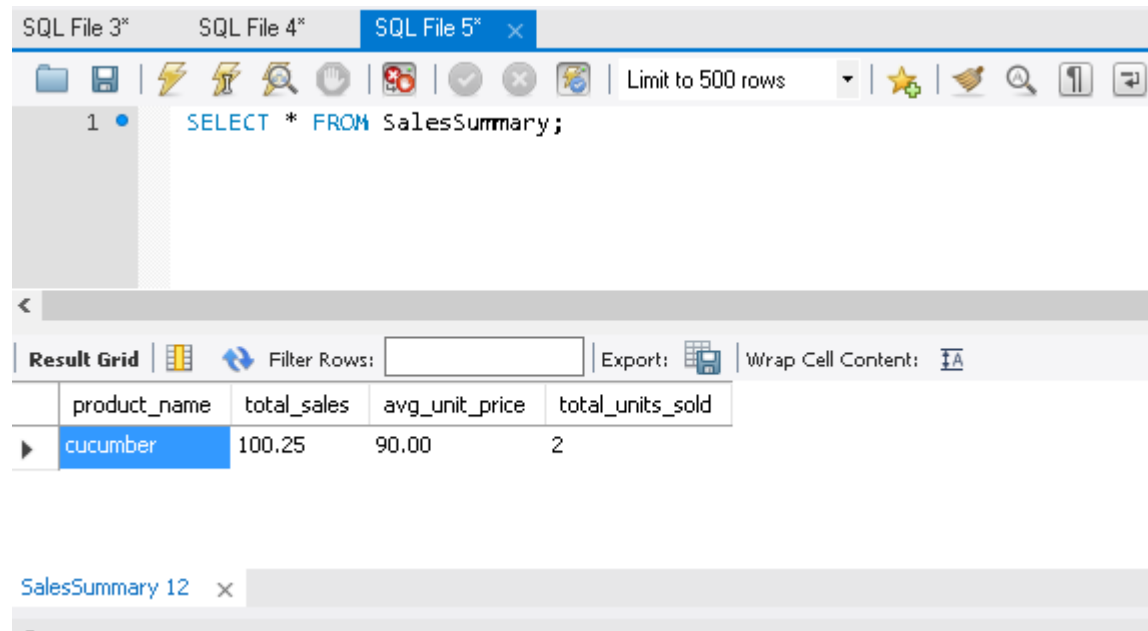 SQL File 3* SQL File 4* SQL File 5*
Limit to 500 rows
1 SELECT * FROM SalesSummary;
Result Grid Filter Rows: Export: Wrap Cell Content:
product_name total_sales avg_unit_price total_units_sold
cucumber 100.25 90.00 2
SalesSummary 12